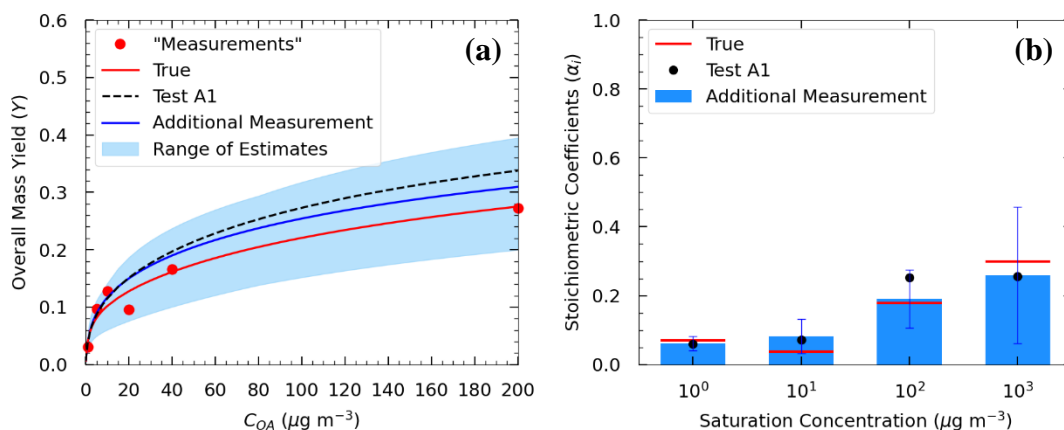 (a)
"Measurements"
True
Test A1
Additional Measurement
Range of Estimates
Overall Mass Yield (Y)
0.6
0.5
0.4
0.3
0.2
0.1
0.0
0 20 40 60 80 100 120 140 160 180 200
C_{OA} (μg m⁻³)
(b)
True
Test A1
Additional Measurement
Stoichiometric Coefficients (α_i)
1.0
0.8
0.6
0.4
0.2
0.0
10⁰ 10¹ 10² 10³
Saturation Concentration (μg m⁻³)